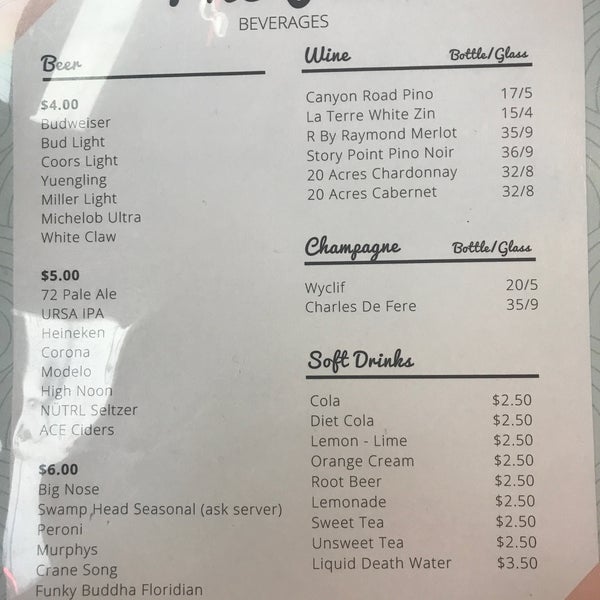 BEVERAGES
Beer
$4.00
Budweiser
Bud Light
Coors Light
Yuengling
Miller Light
Michelob Ultra
White Claw
$5.00
72 Pale Ale
URSA IPA
Heineken
Corona
Modelo
High Noon
NÜTRL Seltzer
ACE Ciders
$6.00
Big Nose
Swamp Head Seasonal (ask server)
Peroni
Murphys
Crane Song
Funky Buddha Floridian
Wine Bottle/Glass
Canyon Road Pino 17/5
La Terre White Zin 15/4
R By Raymond Merlot 35/9
Story Point Pino Noir 36/9
20 Acres Chardonnay 32/8
20 Acres Cabernet 32/8
Champagne Bottle/Glass
Wyclif 20/5
Charles De Fere 35/9
Soft Drinks
Cola $2.50
Diet Cola $2.50
Lemon - Lime $2.50
Orange Cream $2.50
Root Beer $2.50
Lemonade $2.50
Sweet Tea $2.50
Unsweet Tea $2.50
Liquid Death Water $3.50